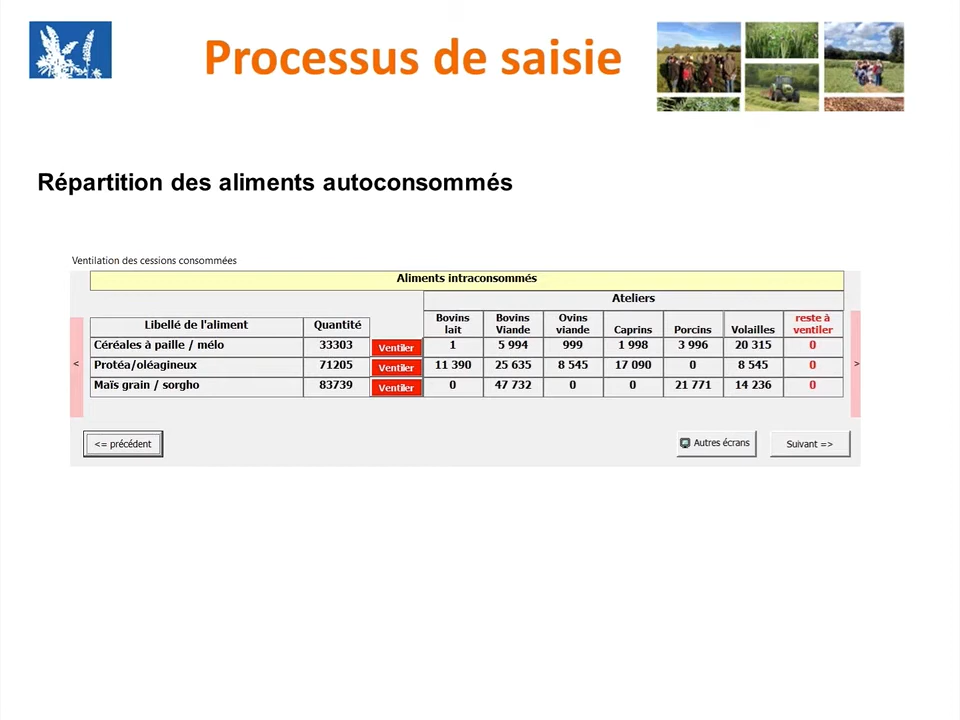 Processus de saisie
Répartition des aliments autoconsommés
Ventilation des cessions consommées
Aliments intraconsommés
Ateliers
Libellé de l'aliment Quantité Bovins lait Bovins Viande Ovins viande Caprins Porcins Volailles reste à ventiler
Céréales à paille / mélo 33303 Ventiler 1 5 994 999 1 998 3 996 20 315 0
Protéa/oléagineux 71205 Ventiler 11 390 25 635 8 545 17 090 0 8 545 0
Maïs grain / sorgho 83739 Ventiler 0 47 732 0 0 21 771 14 236 0
< >
<= précédent Autres écrans Suivant =>